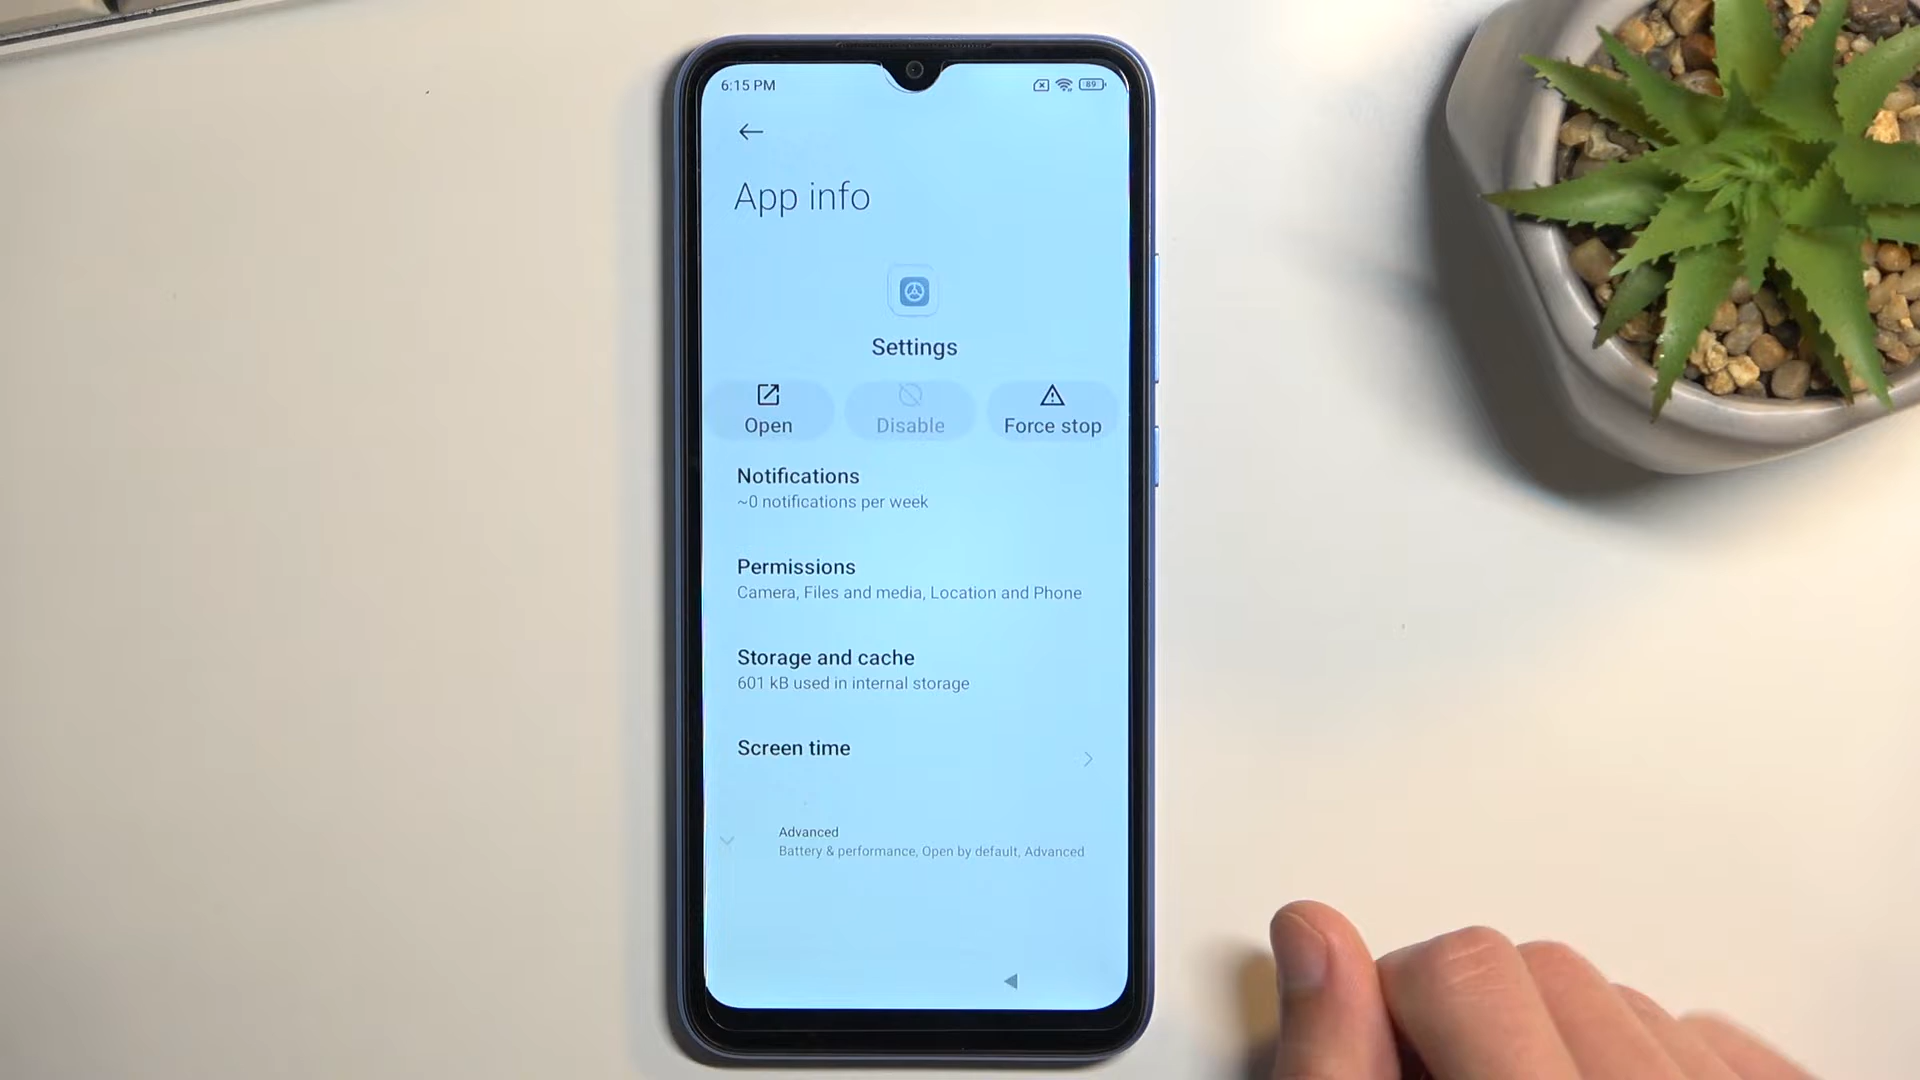 6:15 PM
89
App info
Settings
Open
Disable
Force stop
Notifications
~0 notifications per week
Permissions
Camera, Files and media, Location and Phone
Storage and cache
601 kB used in internal storage
Screen time
Advanced
Battery & performance, Open by default, Advanced